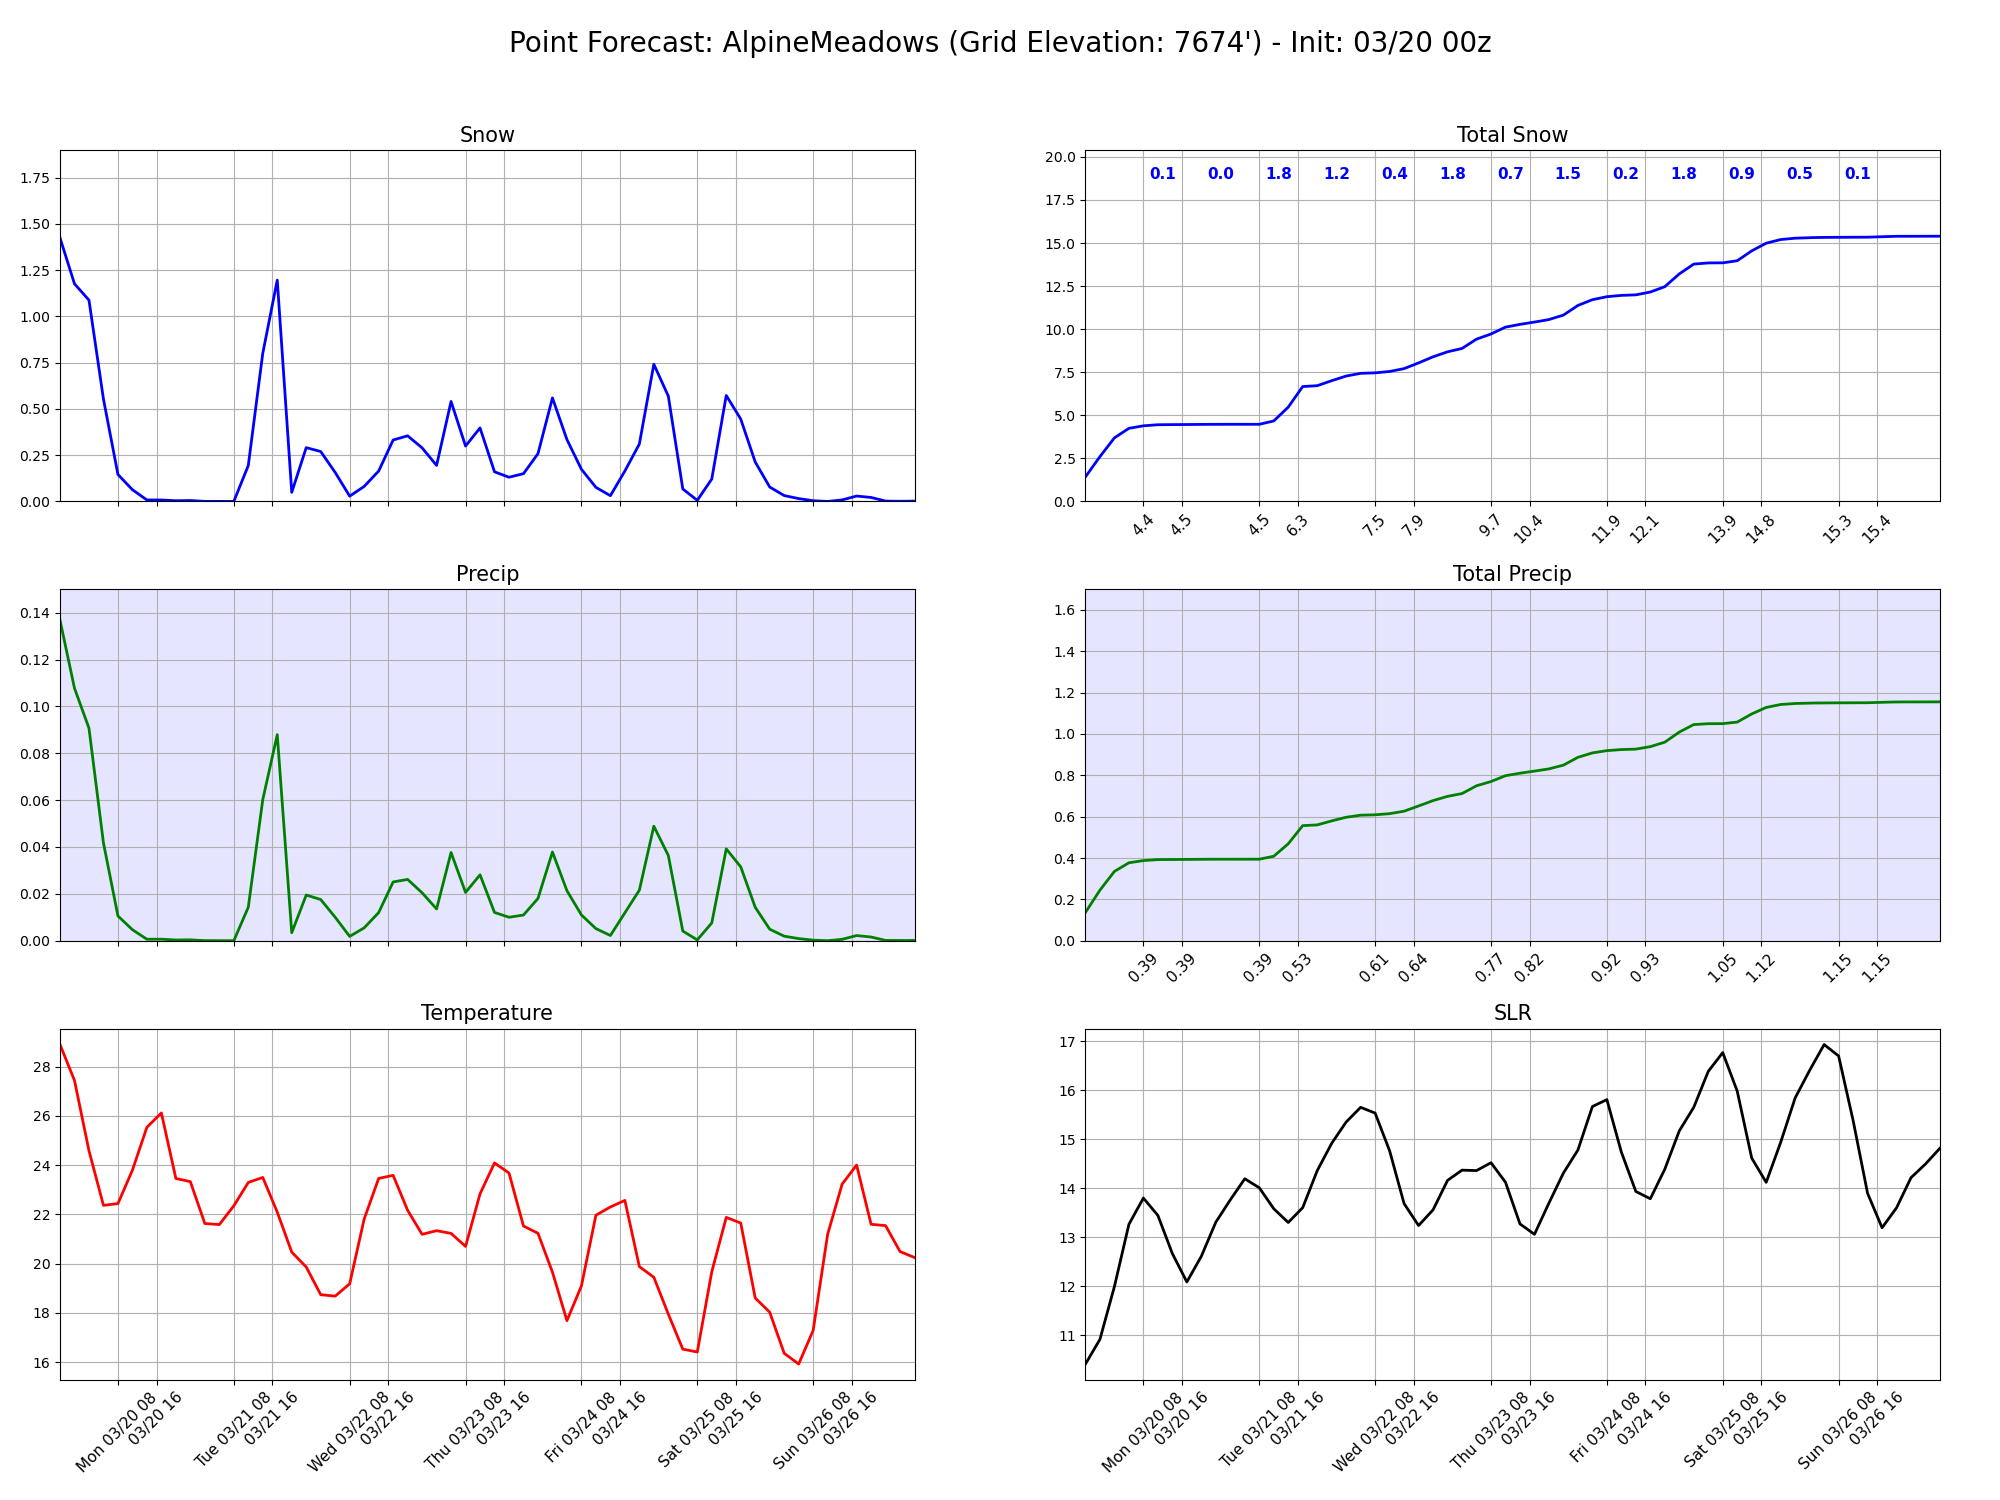 Point Forecast: AlpineMeadows (Grid Elevation: 7674') - Init: 03/20 00z
Snow
1.75
1.50
1.25
1.00
0.75
0.50
0.25
0.00
Total Snow
20.0
17.5
15.0
12.5
10.0
7.5
5.0
2.5
0.0
0.1 0.0 1.8 1.2 0.4 1.8 0.7 1.5 0.2 1.8 0.9 0.5 0.1
4.4 4.5 4.5 6.3 7.5 7.9 9.7 10.4 11.9 12.1 13.9 14.8 15.3 15.4
Precip
0.14
0.12
0.10
0.08
0.06
0.04
0.02
0.00
Total Precip
1.6
1.4
1.2
1.0
0.8
0.6
0.4
0.2
0.0
0.39 0.39 0.39 0.53 0.61 0.64 0.77 0.82 0.92 0.93 1.05 1.12 1.15 1.15
Temperature
28
26
24
22
20
18
16
Mon 03/20 08
03/20 16
Tue 03/21 08
03/21 16
Wed 03/22 08
03/22 16
Thu 03/23 08
03/23 16
Fri 03/24 08
03/24 16
Sat 03/25 08
03/25 16
Sun 03/26 08
03/26 16
SLR
17
16
15
14
13
12
11
Mon 03/20 08
03/20 16
Tue 03/21 08
03/21 16
Wed 03/22 08
03/22 16
Thu 03/23 08
03/23 16
Fri 03/24 08
03/24 16
Sat 03/25 08
03/25 16
Sun 03/26 08
03/26 16